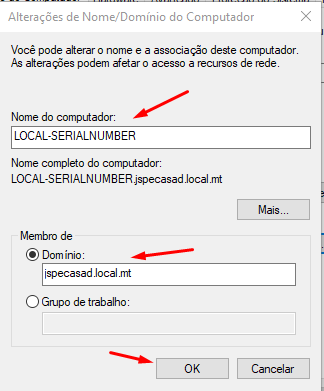 Alterações de Nome/Domínio do Computador
Você pode alterar o nome e a associação deste computador.
As alterações podem afetar o acesso a recursos de rede.
Nome do computador:
LOCAL-SERIALNUMBER
Nome completo do computador:
LOCAL-SERIALNUMBER.jspecasad.local.mt
Mais...
Membro de
Domínio:
jspecasad.local.mt
Grupo de trabalho:
OK
Cancelar